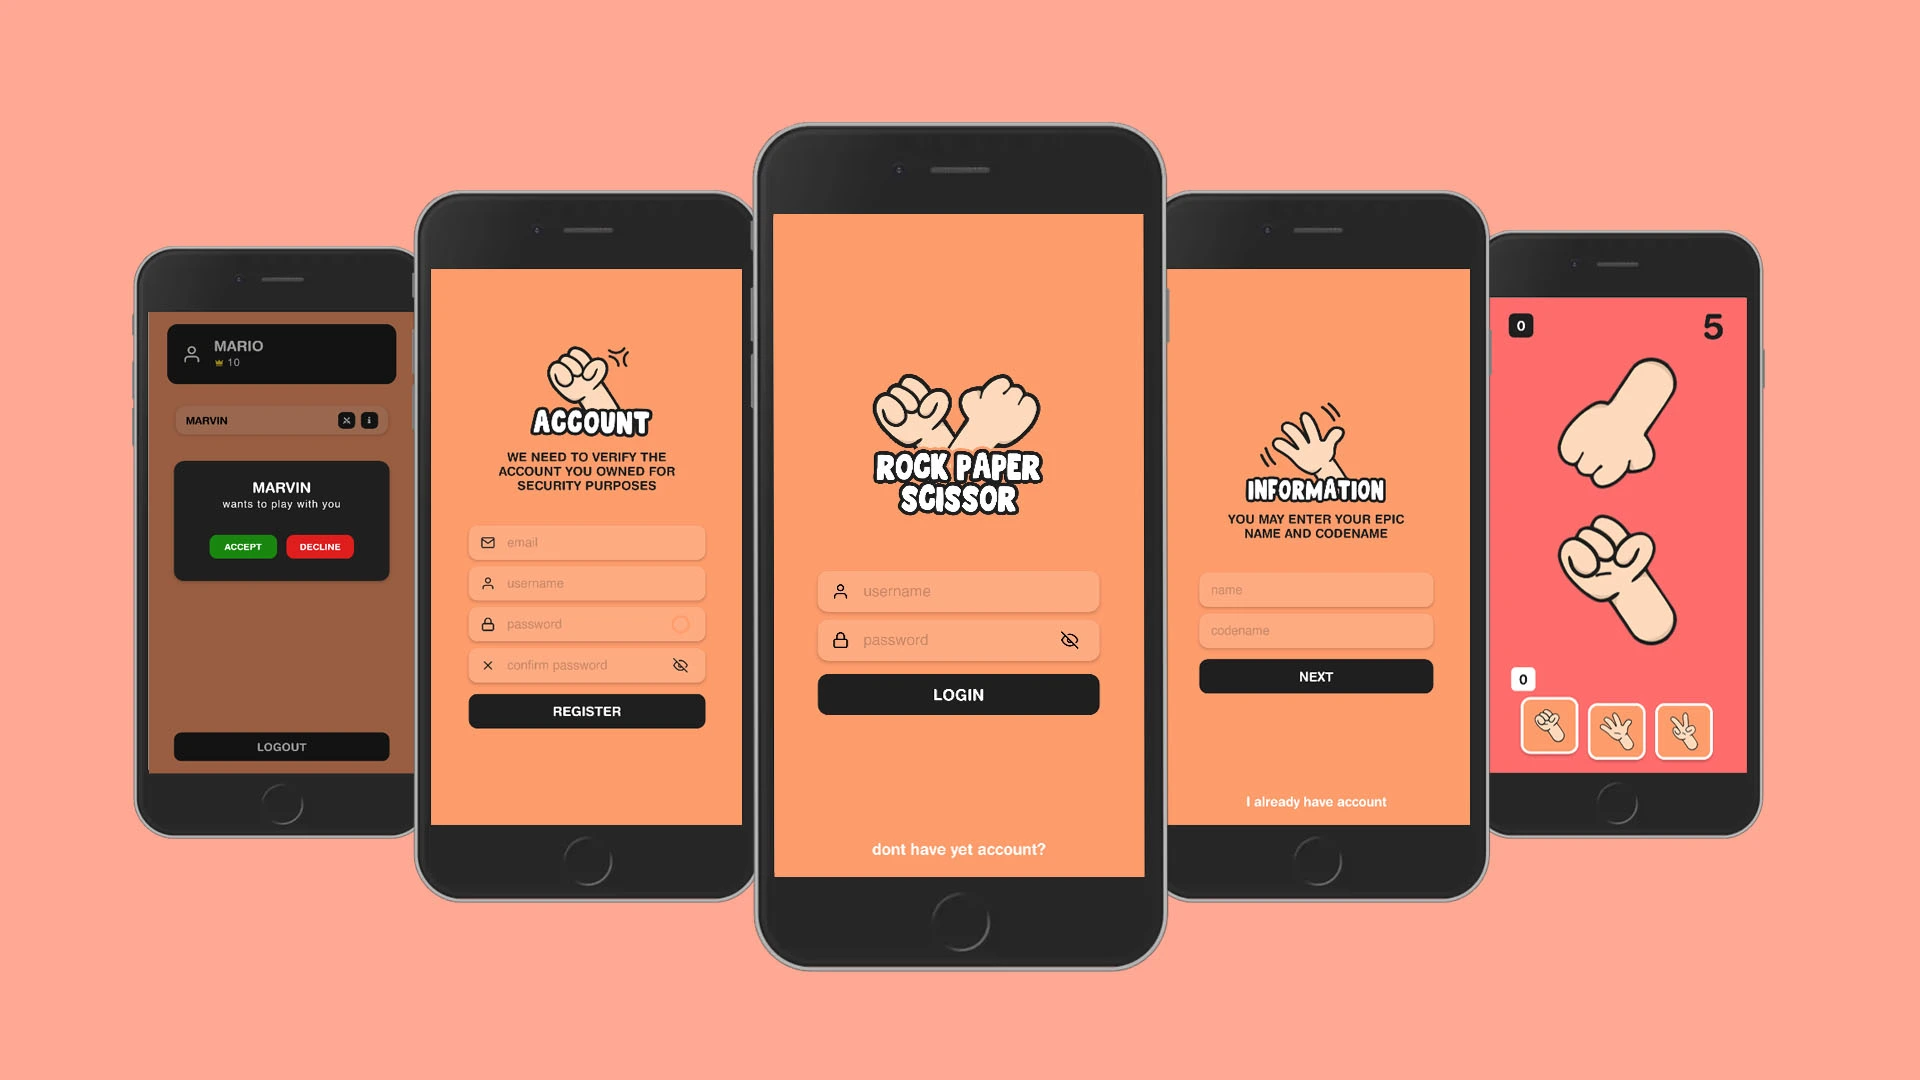 MARIO
10
MARVIN
MARVIN
wants to play with you
ACCEPT
DECLINE
LOGOUT
ACCOUNT
WE NEED TO VERIFY THE
ACCOUNT YOU OWNED FOR
SECURITY PURPOSES
email
username
password
confirm password
REGISTER
ROCK PAPER
SCISSOR
username
password
LOGIN
dont have yet account?
INFORMATION
YOU MAY ENTER YOUR EPIC
NAME AND CODENAME
name
codename
NEXT
I already have account
0
5
0